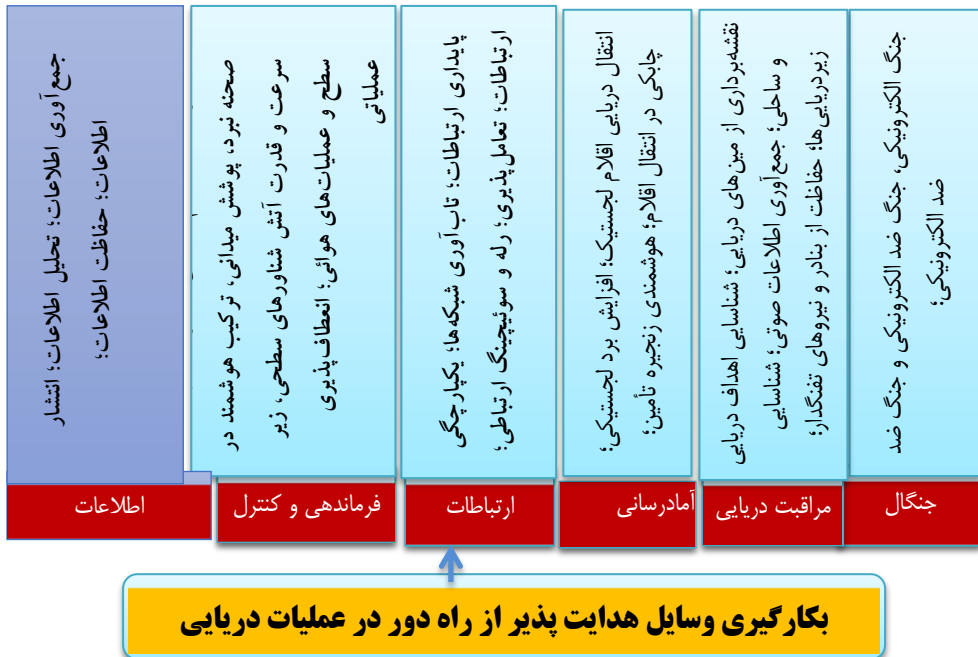 جنگ الکترونیکی، جنگ ضد الکترونیکی و جنگ ضد
ضد الکترونیکی؛
جنگال
نقشه‌برداری از مین‌های دریایی؛ شناسایی اهداف دریایی
و ساحلی؛ جمع‌آوری اطلاعات صوتی؛ شناسایی
زیردریایی‌ها؛ حفاظت از بنادر و نیروهای تفنگدار؛
مراقبت دریایی
انتقال دریایی اقلام لجستیک؛ افزایش برد لجستیکی؛
چابکی در انتقال اقلام؛ هوشمندی زنجیره تأمین؛
آمادرسانی
پایداری ارتباطات؛ تاب‌آوری شبکه‌ها؛ یکپارچگی
ارتباطات؛ تعامل‌پذیری؛ رله و سوئیچینگ ارتباطی؛
ارتباطات
صحنه نبرد، پوشش میدانی، ترکیب هوشمند در
سرعت و قدرت آتش شناورهای سطحی، زیر
سطح و عملیات‌های هوائی؛ انعطاف‌پذیری
عملیاتی
فرماندهی و کنترل
جمع‌آوری اطلاعات؛ تحلیل اطلاعات؛ انتشار
اطلاعات؛ حفاظت اطلاعات؛
اطلاعات
بکارگیری وسایل هدایت پذیر از راه دور در عملیات دریایی